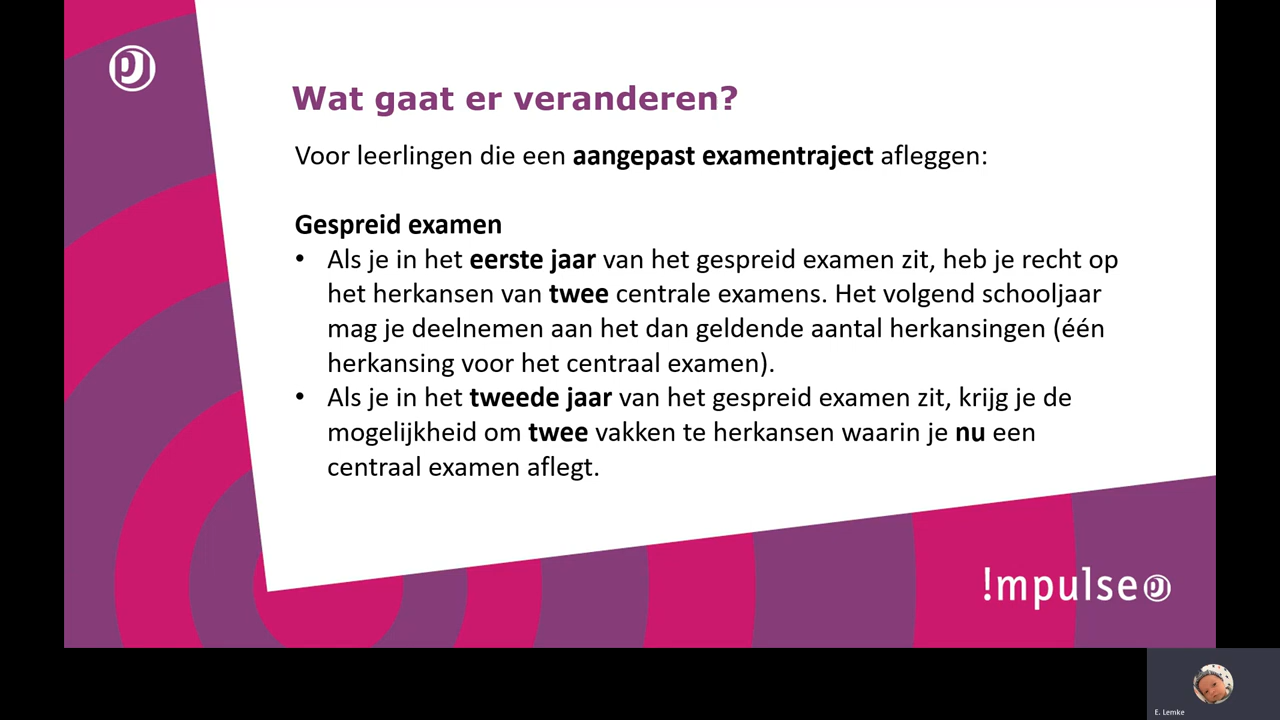 Wat gaat er veranderen?
Voor leerlingen die een aangepast examentraject afleggen:
Gespreid examen
• Als je in het eerste jaar van het gespreid examen zit, heb je recht op
het herkansen van twee centrale examens. Het volgend schooljaar
mag je deelnemen aan het dan geldende aantal herkansingen (één
herkansing voor het centraal examen).
• Als je in het tweede jaar van het gespreid examen zit, krijg je de
mogelijkheid om twee vakken te herkansen waarin je nu een
centraal examen aflegt.
!mpulse
E. Lemke